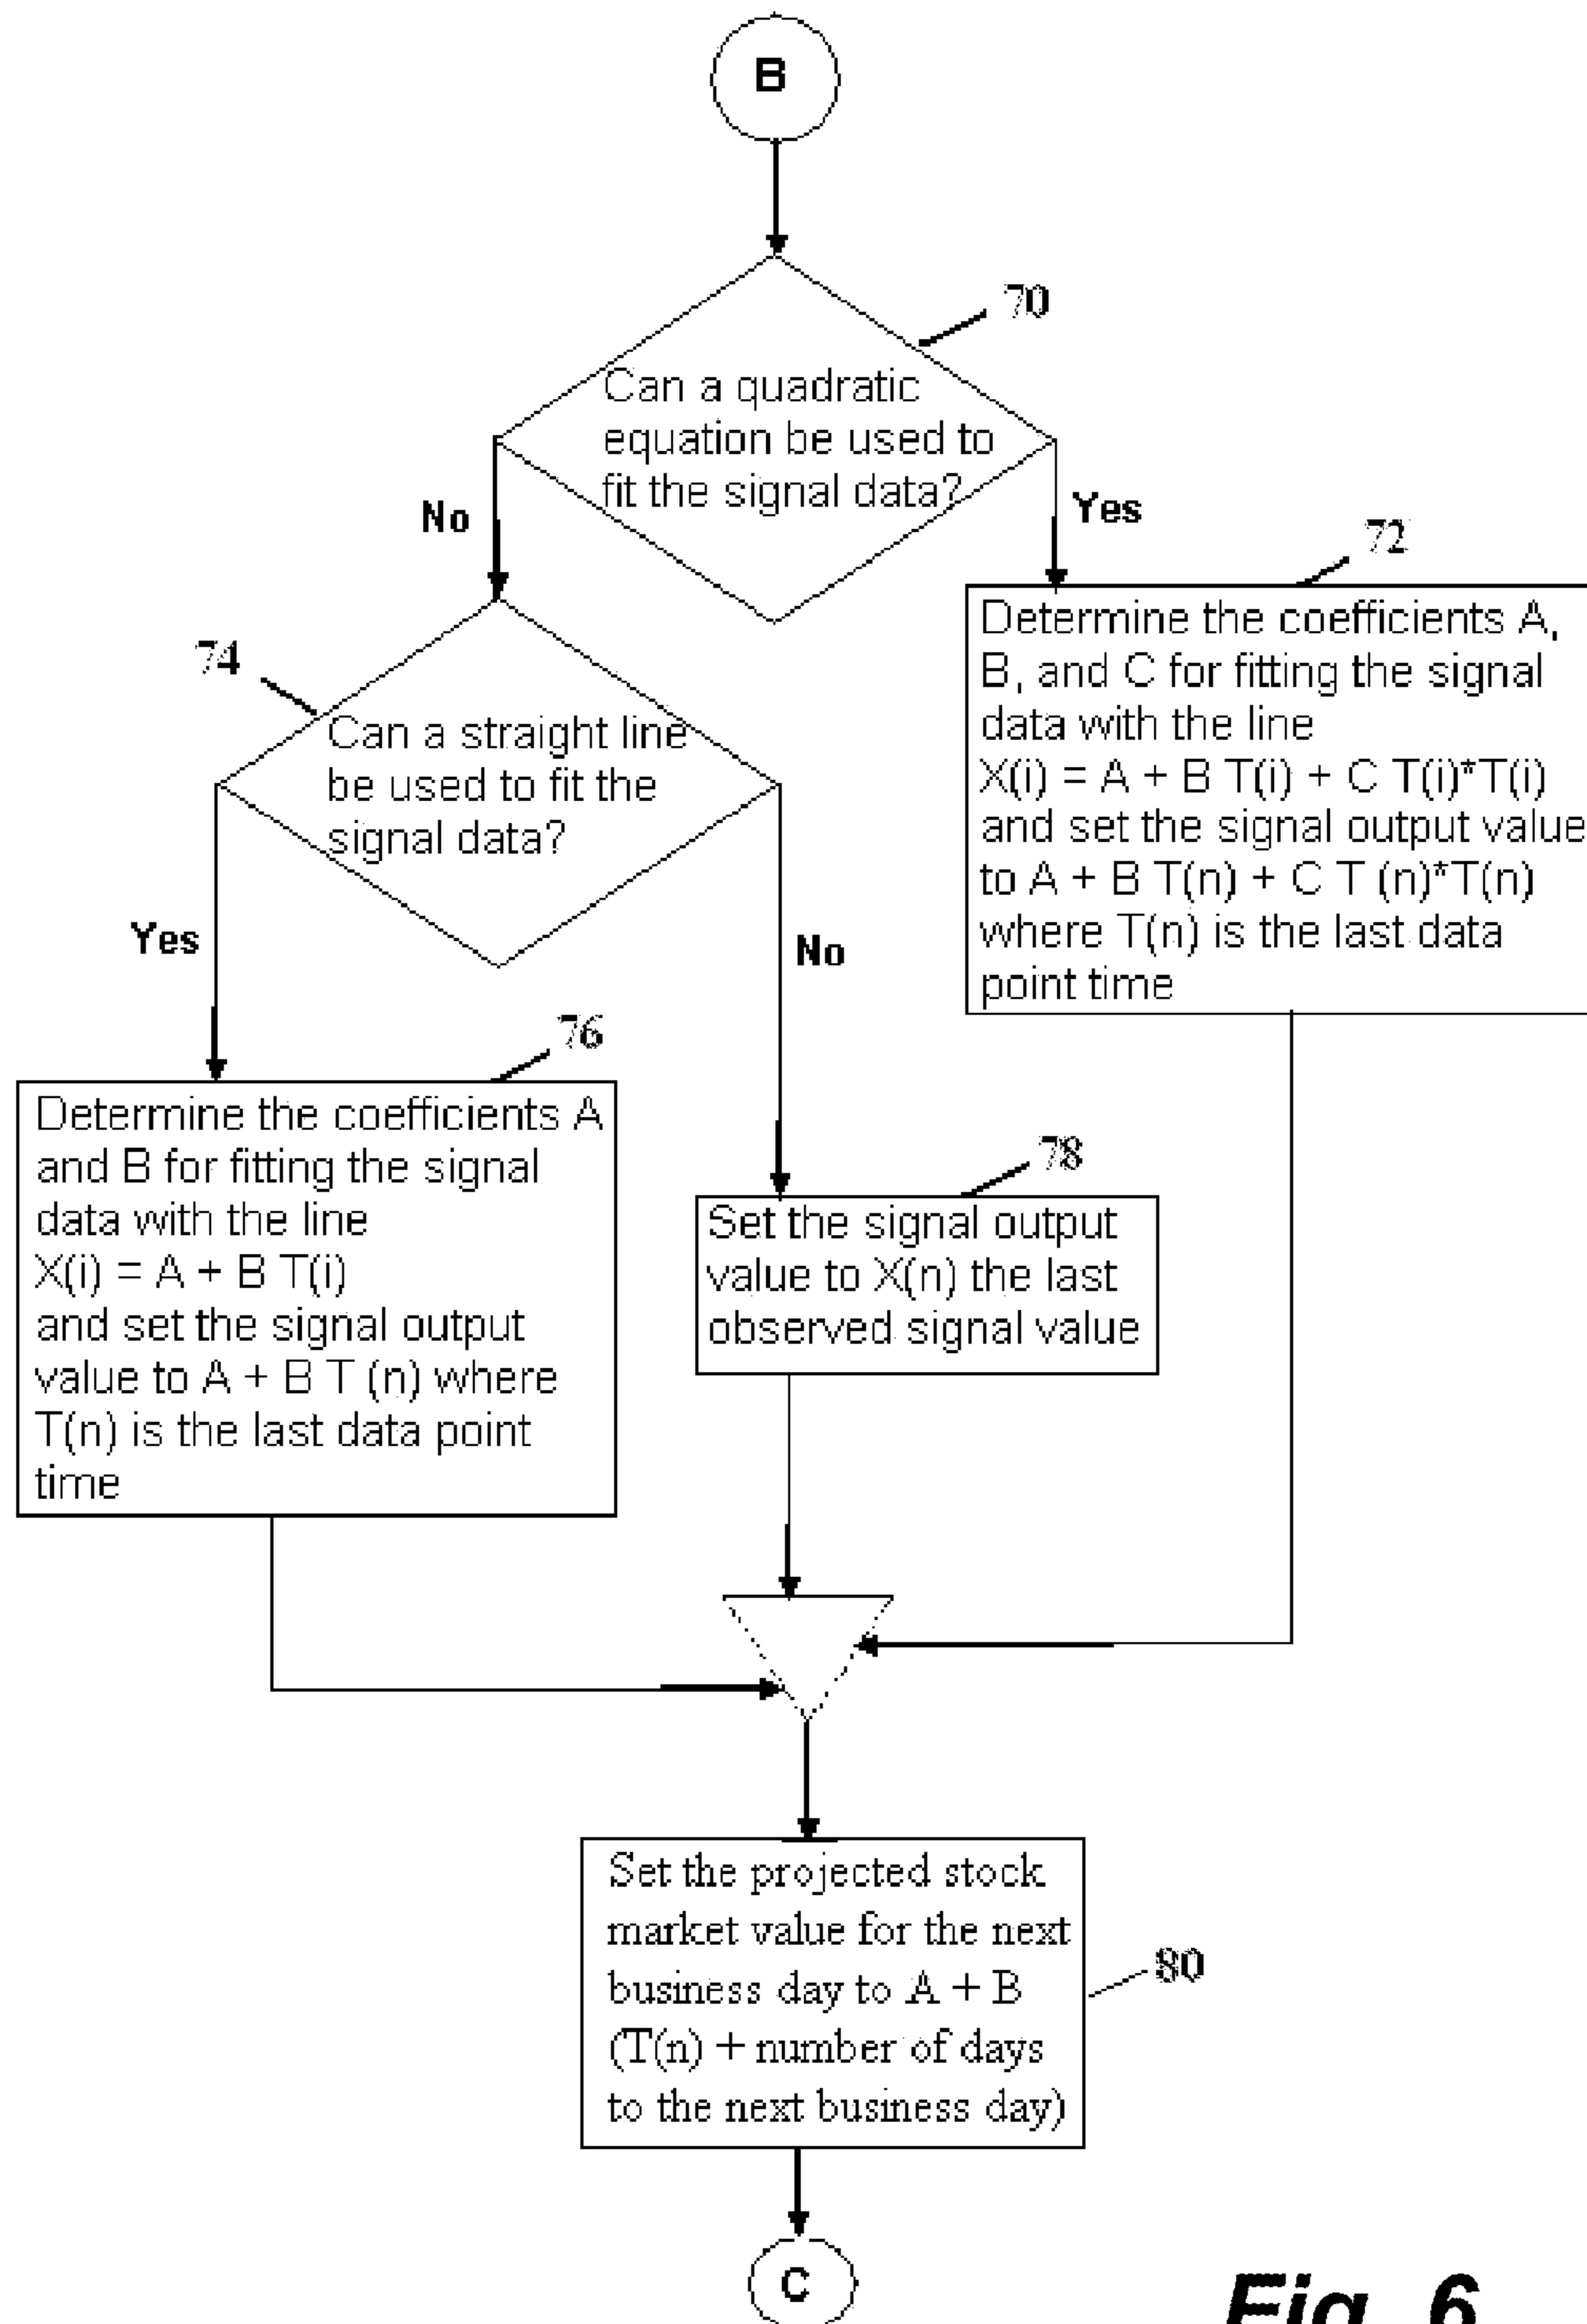 B
70
Can a quadratic
equation be used to
fit the signal data?
No
Yes
72
Determine the coefficients A,
B, and C for fitting the signal
data with the line
X(i) = A + B T(i) + C T(i)*T(i)
and set the signal output value
to A + B T(n) + C T (n)*T(n)
where T(n) is the last data
point time
74
Can a straight line
be used to fit the
signal data?
Yes
No
76
Determine the coefficients A
and B for fitting the signal
data with the line
X(i) = A + B T(i)
and set the signal output
value to A + B T (n) where
T(n) is the last data point
time
78
Set the signal output
value to X(n) the last
observed signal value
Set the projected stock
market value for the next
business day to A + B
(T(n) + number of days
to the next business day)
80
C
Fig. 6